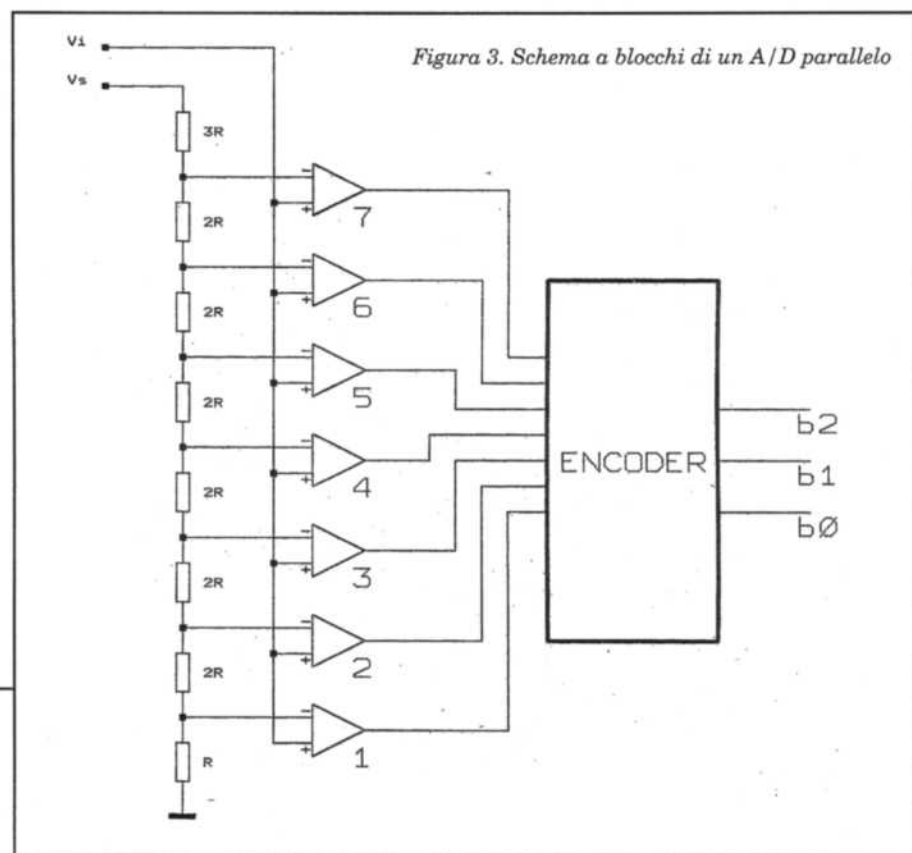 Vi
Figura 3. Schema a blocchi di un A/D parallelo
Vs
3R
-
+
7
2R
-
+
6
2R
-
+
5
2R
-
+
4
ENCODER
b2
b1
bØ
2R
-
+
3
2R
-
+
2
2R
-
+
1
R